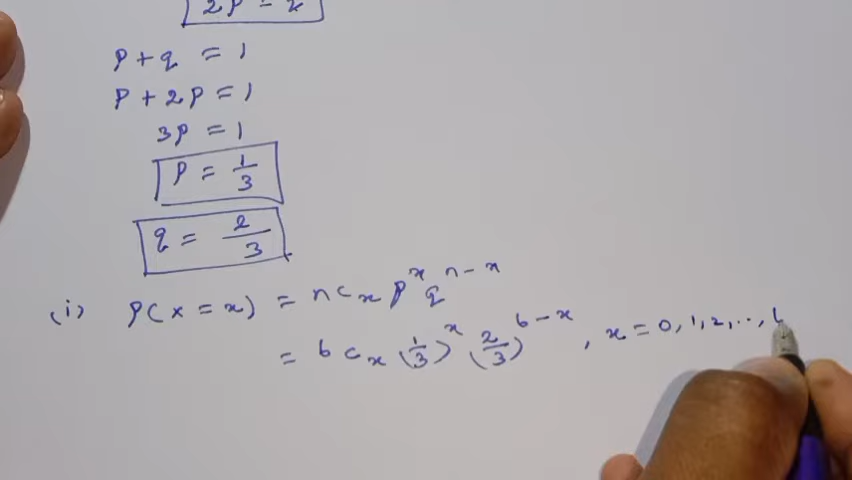 2p = q
p + q = 1
p + 2p = 1
3p = 1
p = 1/3
q = 2/3
(i) p(x = x) = nCx p^x q^(n-x)
= 6Cx (1/3)^x (2/3)^(6-x), x = 0, 1, 2, ..,